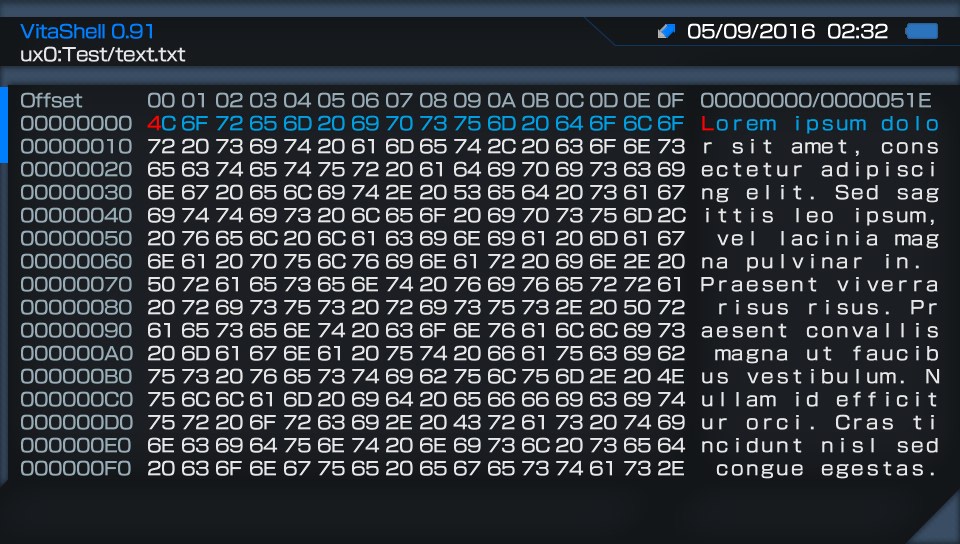 VitaShell 0.91
05/09/2016 02:32
ux0:Test/text.txt
Offset 00 01 02 03 04 05 06 07 08 09 0A 0B 0C 0D 0E 0F 00000000/0000051E
00000000 4C 6F 72 65 6D 20 69 70 73 75 6D 20 64 6F 6C 6F Lorem ipsum dolo
00000010 72 20 73 69 74 20 61 6D 65 74 2C 20 63 6F 6E 73 r sit amet, cons
00000020 65 63 74 65 74 75 72 20 61 64 69 70 69 73 63 69 ectetur adipisci
00000030 6E 67 20 65 6C 69 74 2E 20 53 65 64 20 73 61 67 ng elit. Sed sag
00000040 69 74 74 69 73 20 6C 65 6F 20 69 70 73 75 6D 2C ittis leo ipsum,
00000050 20 76 65 6C 20 6C 61 63 69 6E 69 61 20 6D 61 67 vel lacinia mag
00000060 6E 61 20 70 75 6C 76 69 6E 61 72 20 69 6E 2E 20 na pulvinar in.
00000070 50 72 61 65 73 65 6E 74 20 76 69 76 65 72 72 61 Praesent viverra
00000080 20 72 69 73 75 73 20 72 69 73 75 73 2E 20 50 72 risus risus. Pr
00000090 61 65 73 65 6E 74 20 63 6F 6E 76 61 6C 6C 69 73 aesent convallis
000000A0 20 6D 61 67 6E 61 20 75 74 20 66 61 75 63 69 62 magna ut faucib
000000B0 75 73 20 76 65 73 74 69 62 75 6C 75 6D 2E 20 4E us vestibulum. N
000000C0 75 6C 6C 61 6D 20 69 64 20 65 66 66 69 63 69 74 ullam id efficit
000000D0 75 72 20 6F 72 63 69 2E 20 43 72 61 73 20 74 69 ur orci. Cras ti
000000E0 6E 63 69 64 75 6E 74 20 6E 69 73 6C 20 73 65 64 ncidunt nisl sed
000000F0 20 63 6F 6E 67 75 65 20 65 67 65 73 74 61 73 2E congue egestas.